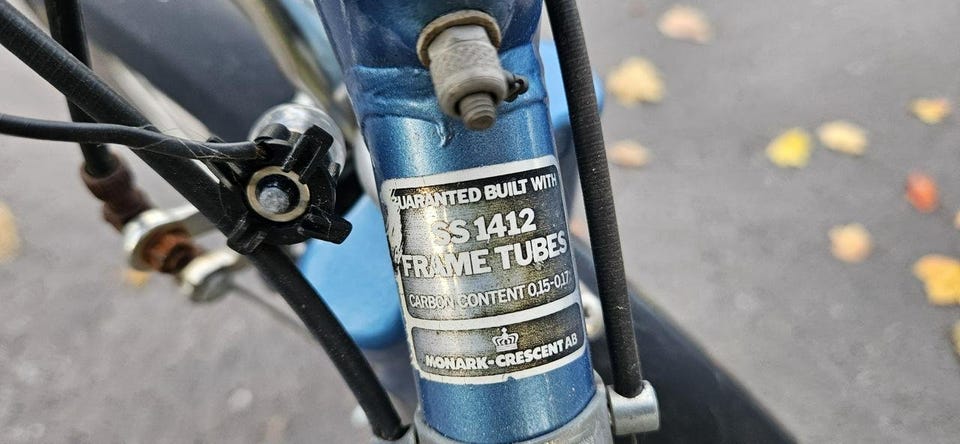 GUARANTED BUILT WITH
SS 1412
FRAME TUBES
CARBON CONTENT 0,15-0,17
MONARK-CRESCENT AB